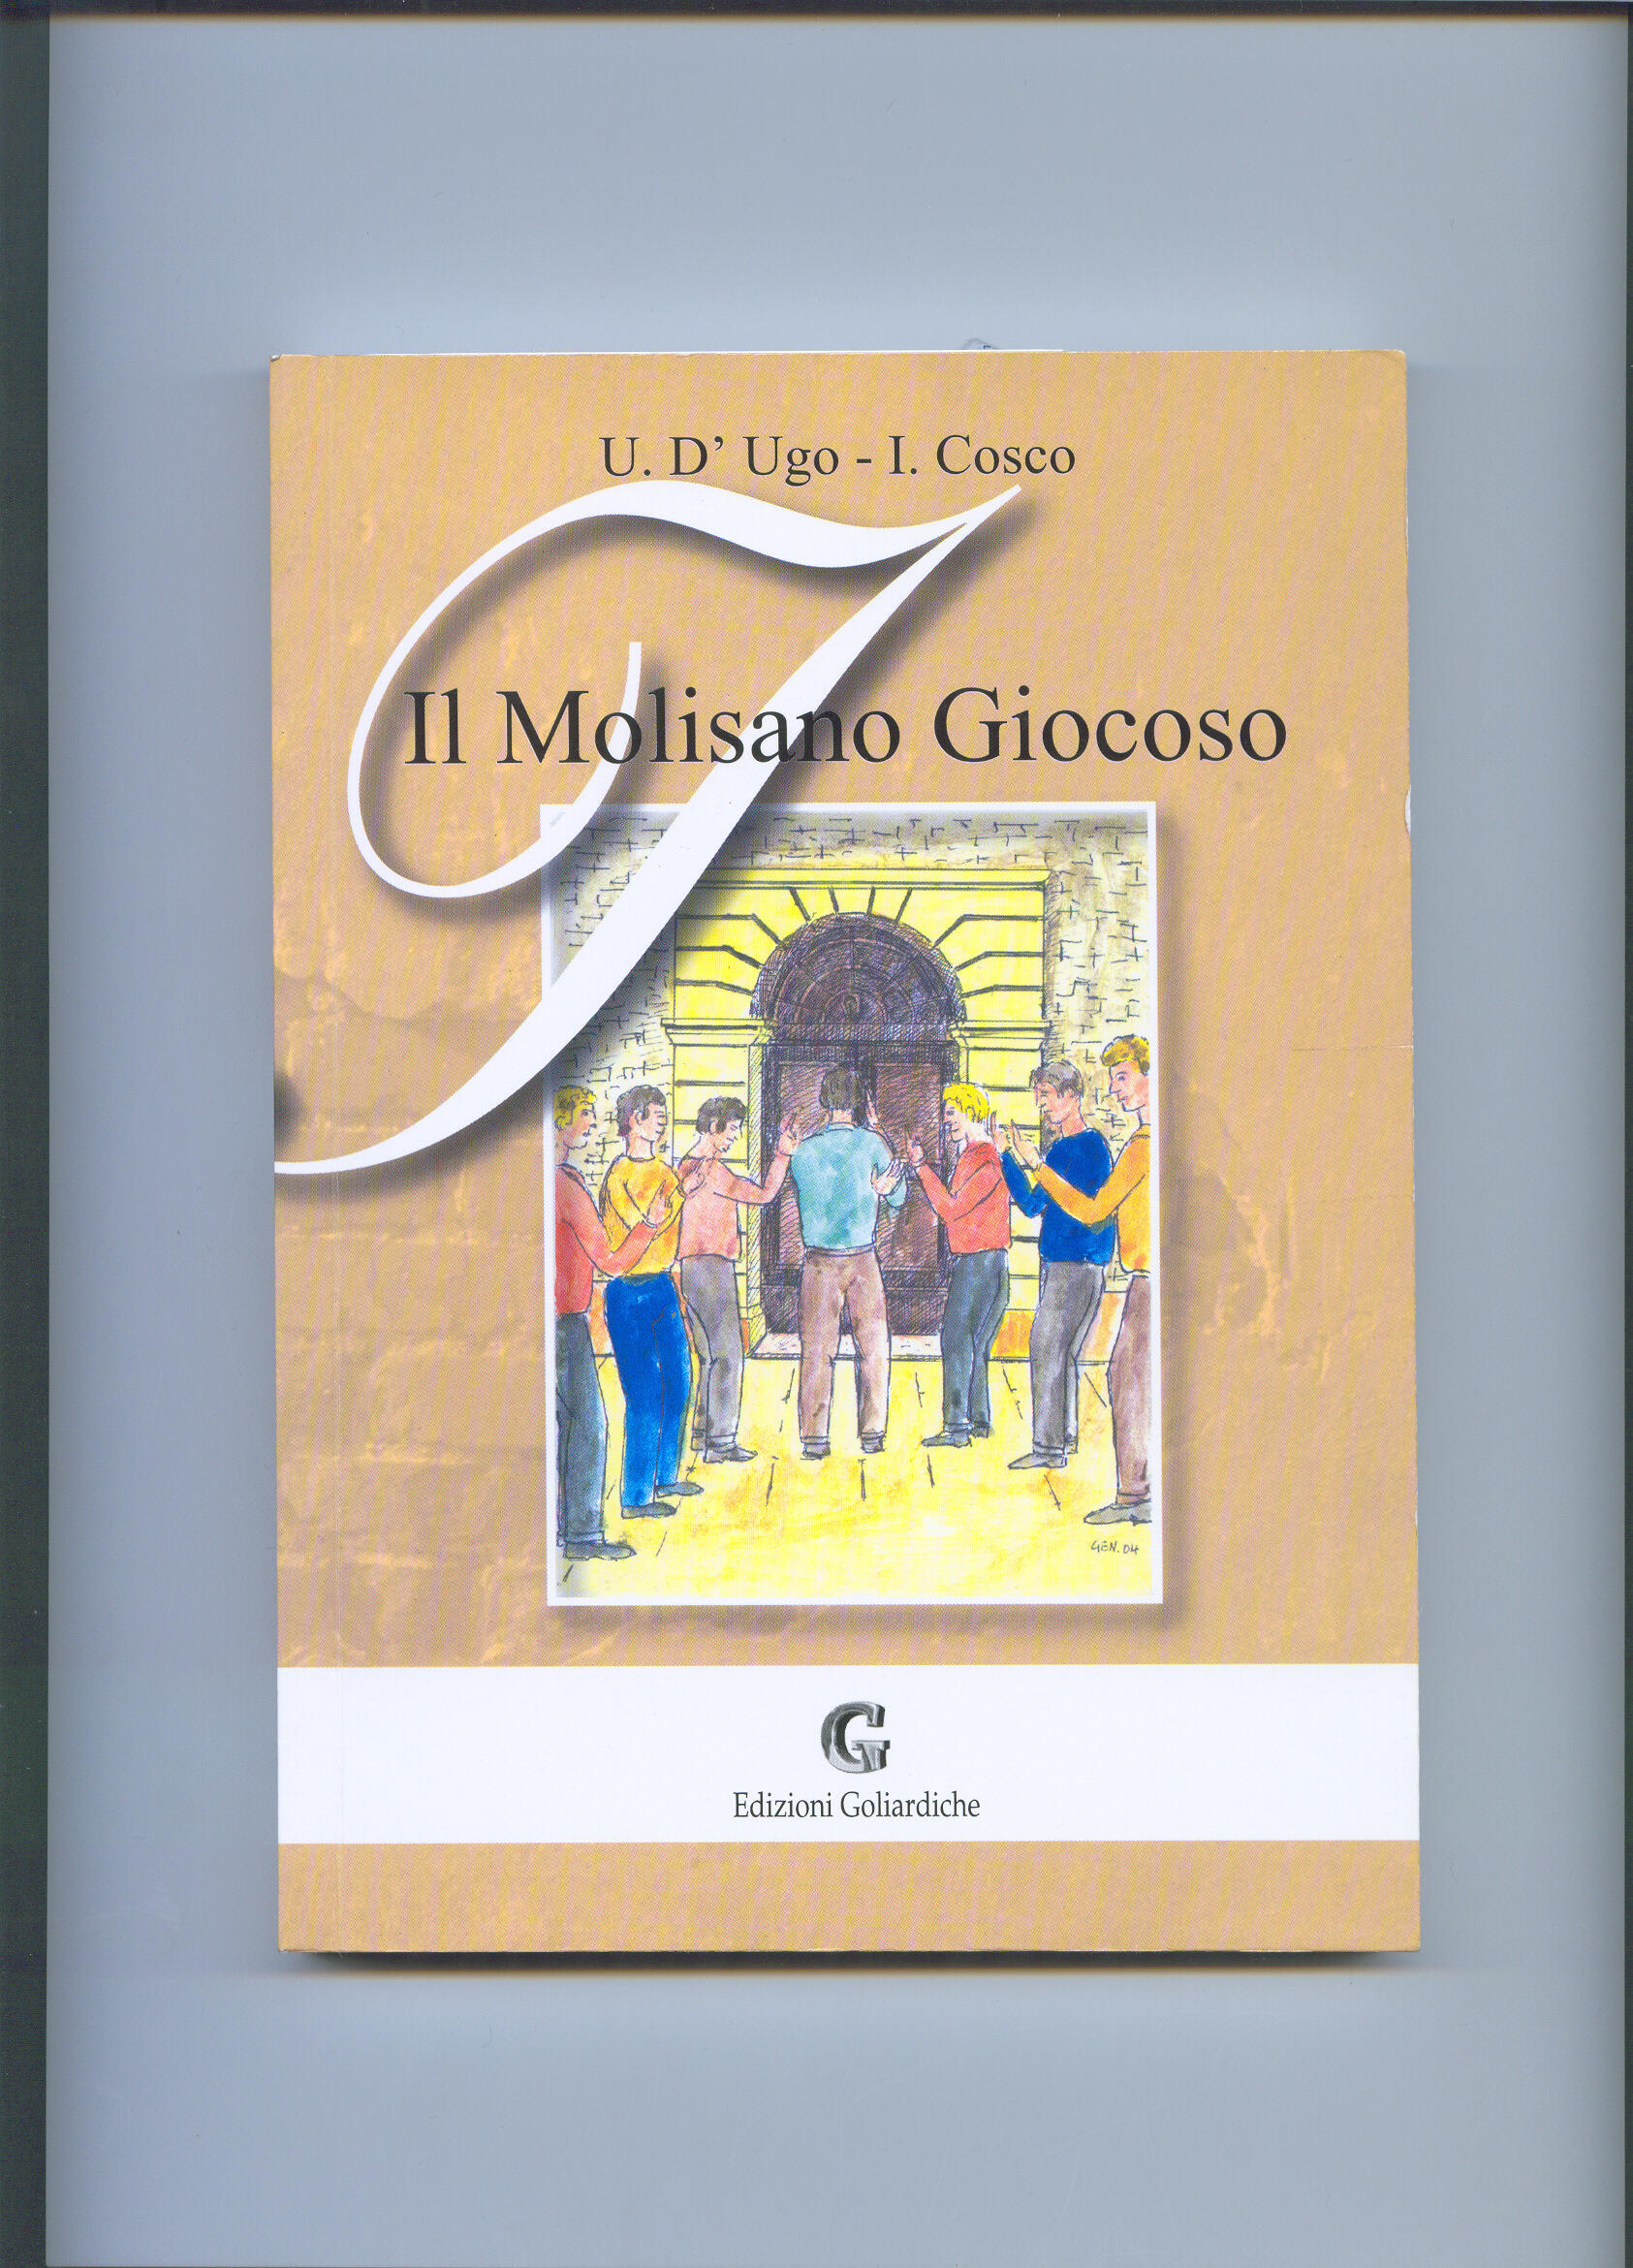 U. D' Ugo - I. Cosco
I
Il Molisano Giocoso
GEN. 04
G
Edizioni Goliardiche